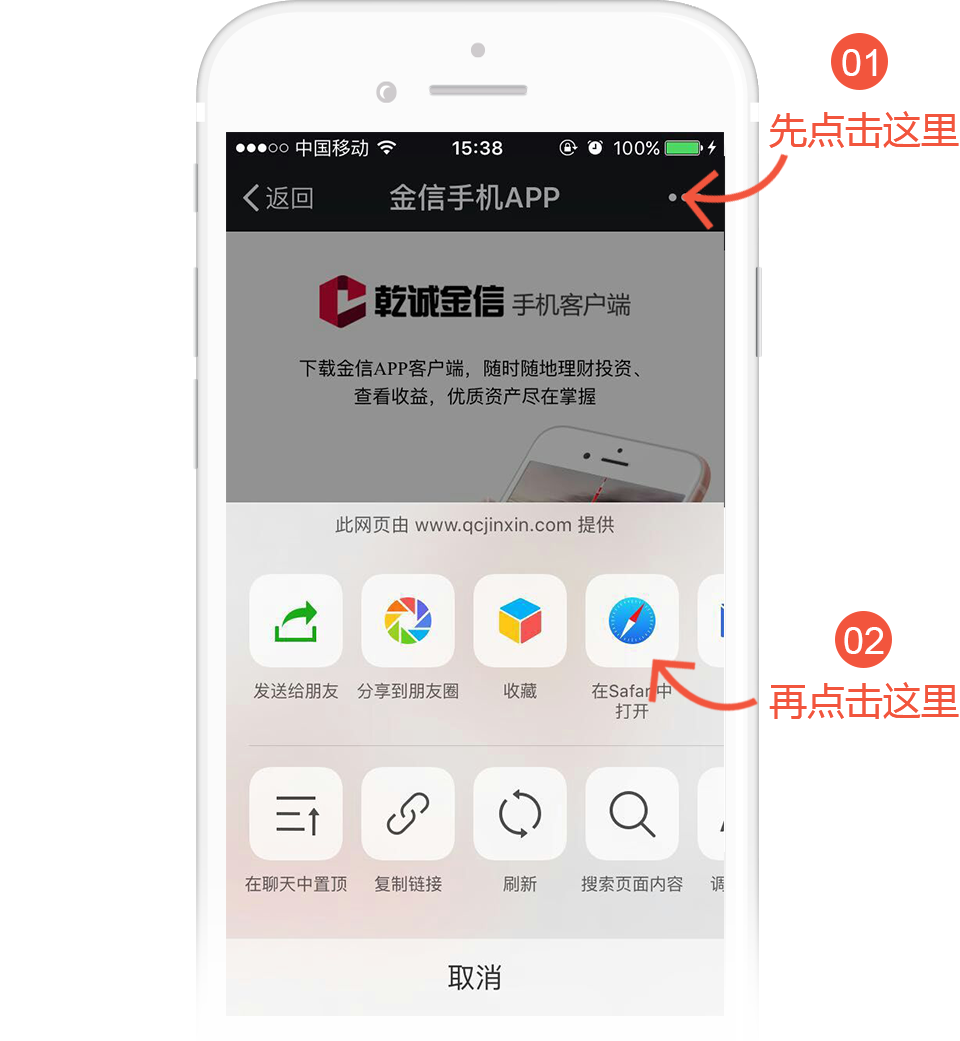 01
先点击这里
中国移动 15:38 100%
返回 金信手机APP
乾诚金信 手机客户端
下载金信APP客户端，随时随地理财投资、
查看收益，优质资产尽在掌握
此网页由 www.qcjinxin.com 提供
02
再点击这里
发送给朋友 分享到朋友圈 收藏 在Safari中
打开
在聊天中置顶 复制链接 刷新 搜索页面内容 调
取消